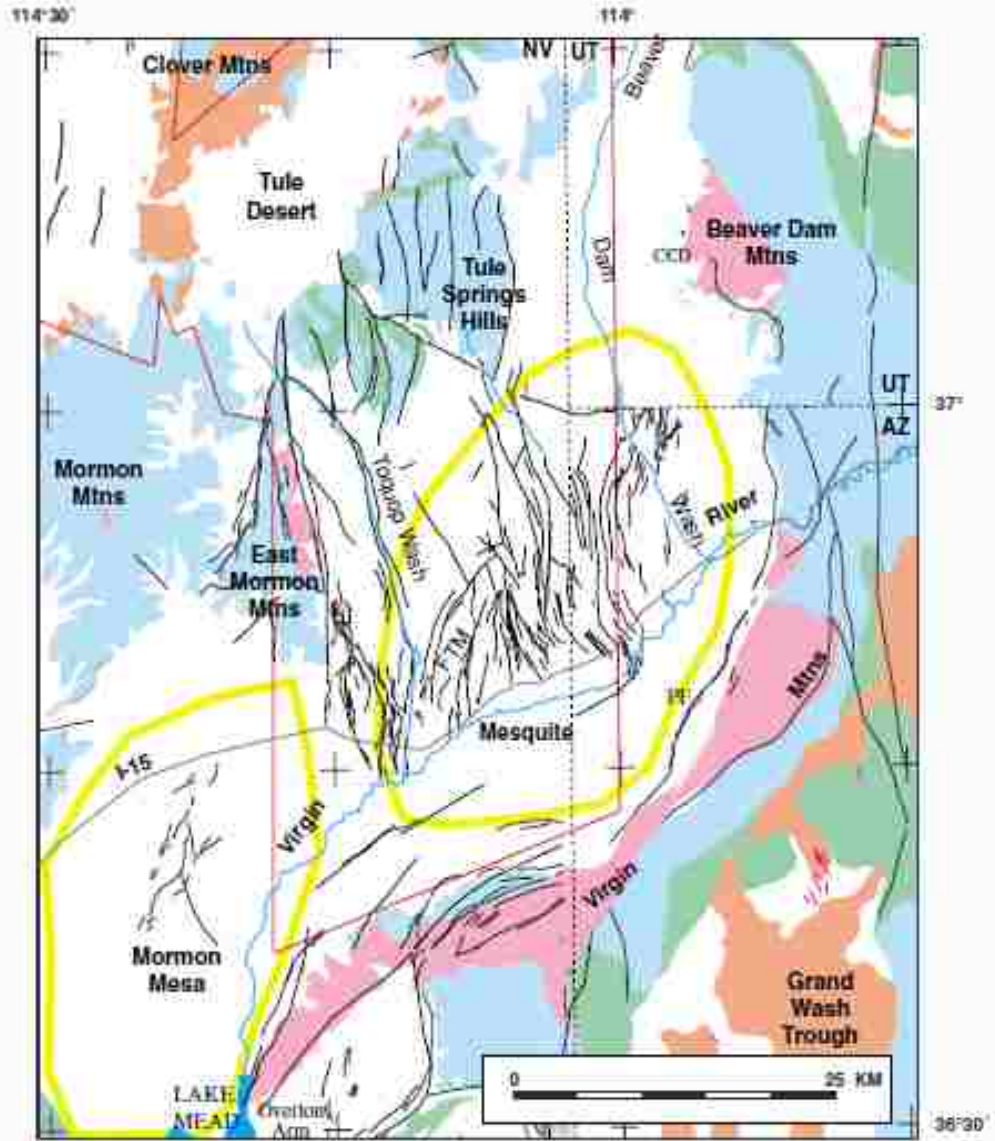 114°30'
114°
NV
UT
Clover Mtns
Beaver
Tule
Desert
Dam
CCD
Beaver Dam
Mtns
Tule
Springs
Hills
UT
37°
AZ
Mormon
Mtns
Toquop Wash
Wash
River
East
Mormon
Mtns
FTM
Mtns
PF
Mesquite
I-15
Virgin
Virgin
Mormon
Mesa
Grand
Wash
Trough
0
25 KM
LAKE
MEAD
Overton
Arm
36°30'